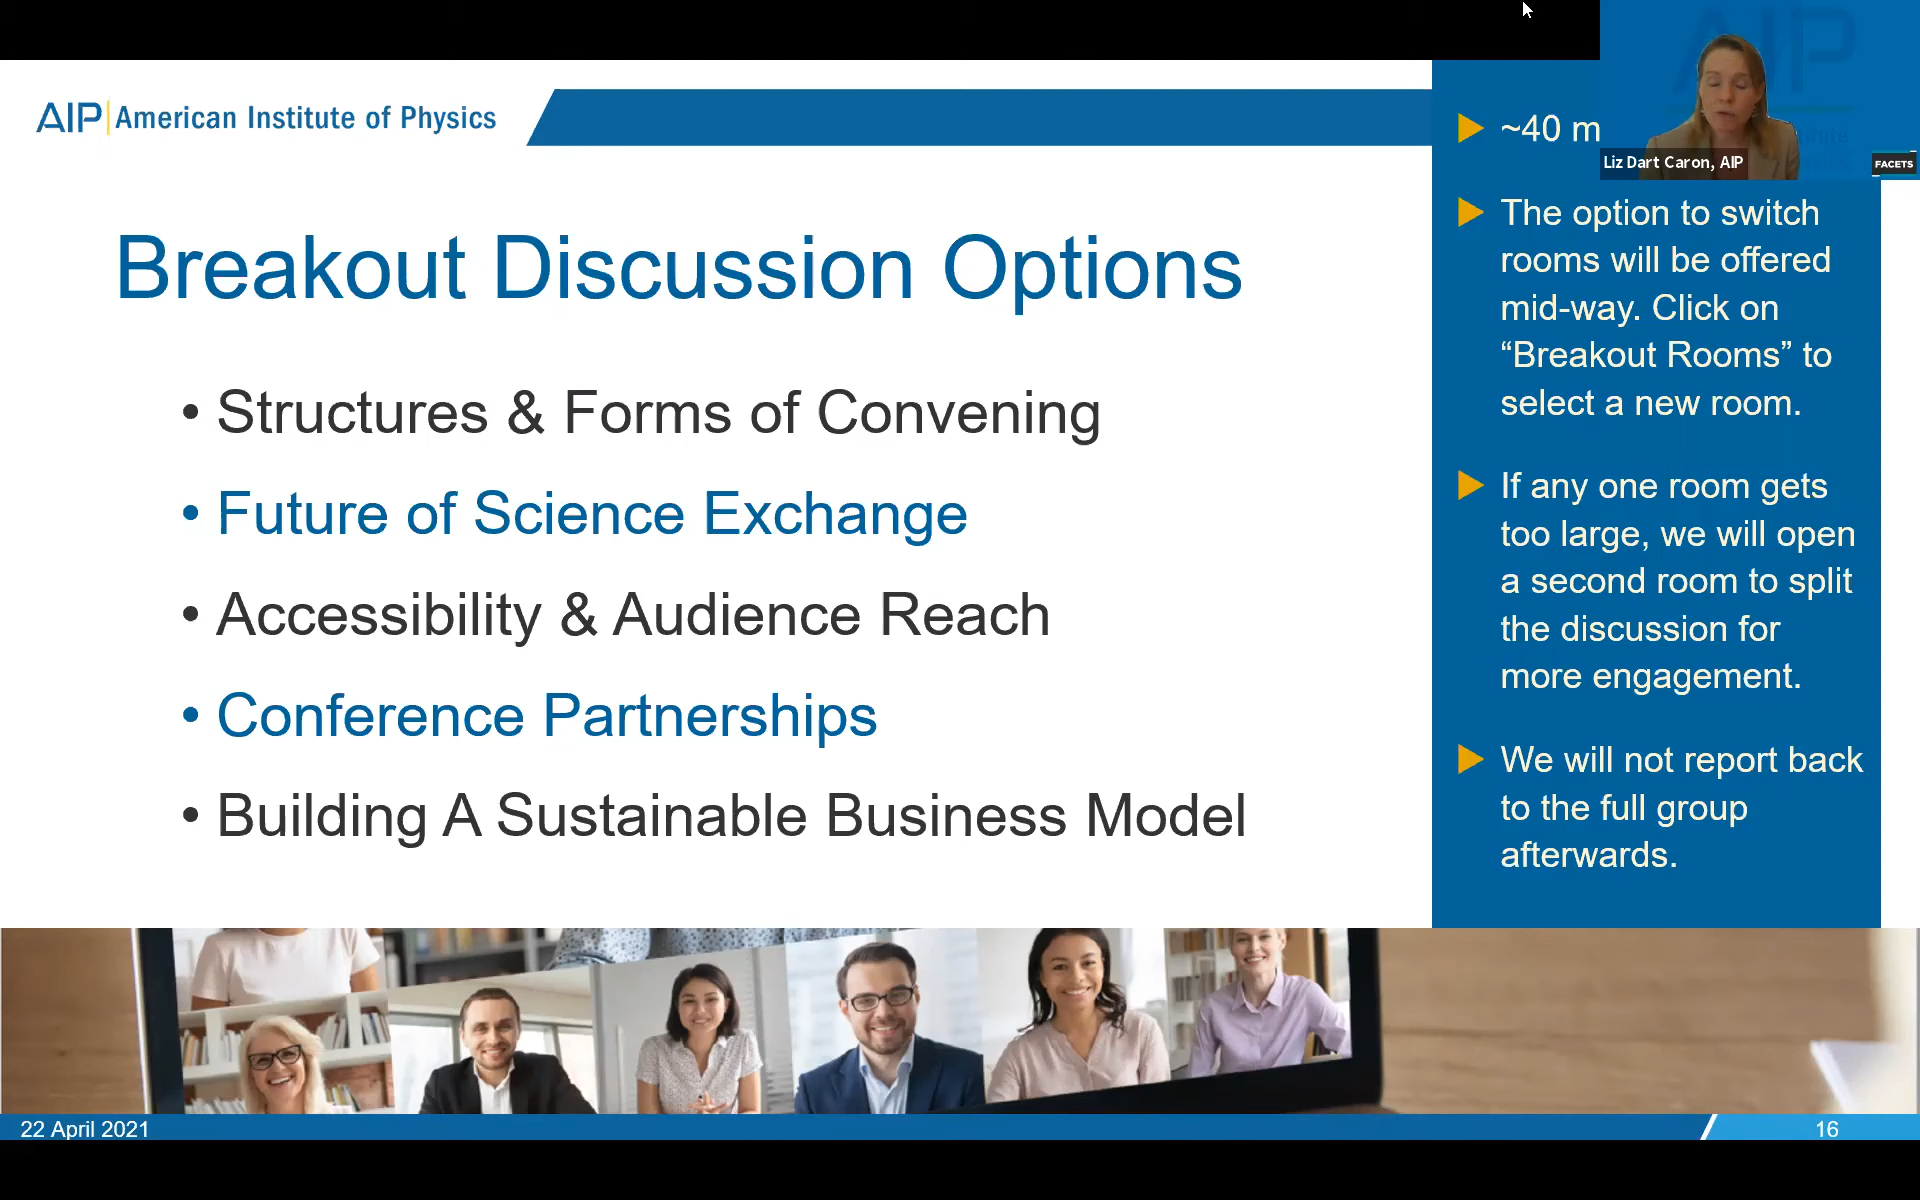 AIP American Institute of Physics
Breakout Discussion Options
• Structures & Forms of Convening
• Future of Science Exchange
• Accessibility & Audience Reach
• Conference Partnerships
• Building A Sustainable Business Model
~40 m
Liz Dart Caron, AIP
FACETS
The option to switch
rooms will be offered
mid-way. Click on
“Breakout Rooms” to
select a new room.
If any one room gets
too large, we will open
a second room to split
the discussion for
more engagement.
We will not report back
to the full group
afterwards.
22 April 2021
16